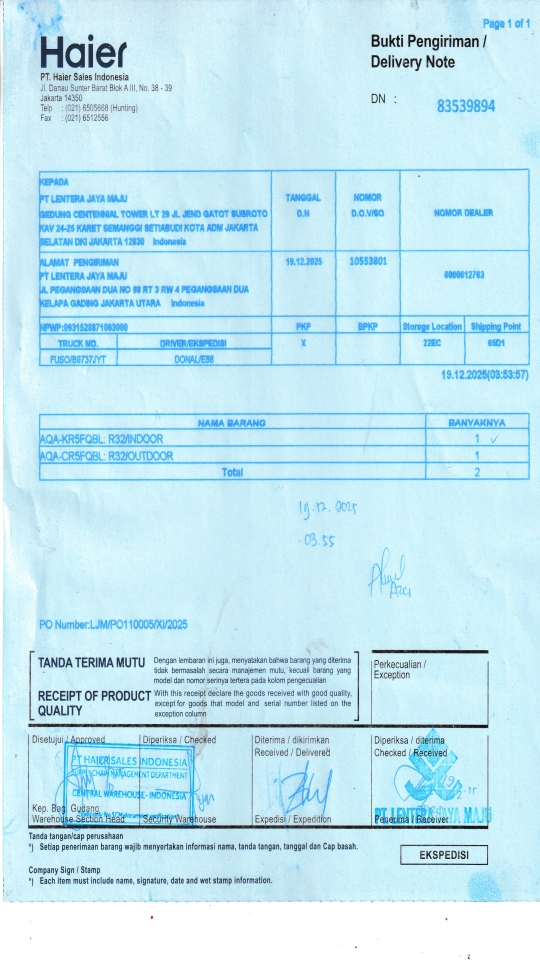 Page 1 of 1
Haier
Bukti Pengiriman /
Delivery Note
PT. Haier Sales Indonesia
Jl. Danau Sunter Barat Blok A III, No. 38 - 39
Jakarta 14350
Telp : (021) 6505668 (Hunting)
Fax : (021) 6512556
DN : 83539894
KEPADA
PT LENTERA JAYA MAJU
GEDUNG CENTENNIAL TOWER LT 29 JL JEND GATOT SUBROTO
KAV 24-25 KARET SEMANGGI SETIABUDI KOTA ADM JAKARTA
SELATAN DKI JAKARTA 12930 Indonesia
TANGGAL
D.N
NOMOR
D.O.V/SO
NOMOR DEALER
ALAMAT PENGIRIMAN
PT LENTERA JAYA MAJU
JL PEGANGSAAN DUA NO 98 RT 3 RW 4 PEGANGSAAN DUA
KELAPA GADING JAKARTA UTARA Indonesia
19.12.2025
10553801
6000012763
NPWP:0931528871063000
PKP
BPKP
Storege Location
Shipping Point
TRUCK NO.
DRIVER/EKSPEDISI
X
22EC
65D1
FUSO/B9737JYT
DONAL/EBB
19.12.2025(03:53:57)
NAMA BARANG
BANYAKNYA
AQA-KR5FQBL: R32/INDOOR 1 ✓
AQA-CR5FQBL: R32/OUTDOOR 1
Total 2
19.12.2025
03.55
PO Number:LJM/PO110005/XI/2025
TANDA TERIMA MUTU
Dengan lembaran ini juga, menyatakan bahwa barang yang diterima
tidak bermasalah secara manajemen mutu, kecuali barang yang
model dan nomor serinya tertera pada kolom pengecualian
RECEIPT OF PRODUCT
QUALITY
With this receipt declare the goods received with good quality,
except for goods that model and serial number listed on the
exception column
Perkecualian /
Exception
Disetujui / Approved
Diperiksa / Checked
Diterima / dikirimkan
Received / Delivered
Diperiksa / diterima
Checked / Received
PT HAIER SALES INDONESIA
SUPPLY CHAIN MANAGEMENT DEPARTMENT
CENTRAL WAREHOUSE- INDONESIA
PT LENTERA JAYA MAJU
Kep. Bag. Gudang
Warehouse Section Head
Security Warehouse
Expedisi / Expedition
Penerima / Receiver
Tanda tangan/cap perusahaan
*) Setiap penerimaan barang wajib menyertakan informasi nama, tanda tangan, tanggal dan Cap basah.
EKSPEDISI
Company Sign / Stamp
*) Each item must include name, signature, date and wet stamp information.